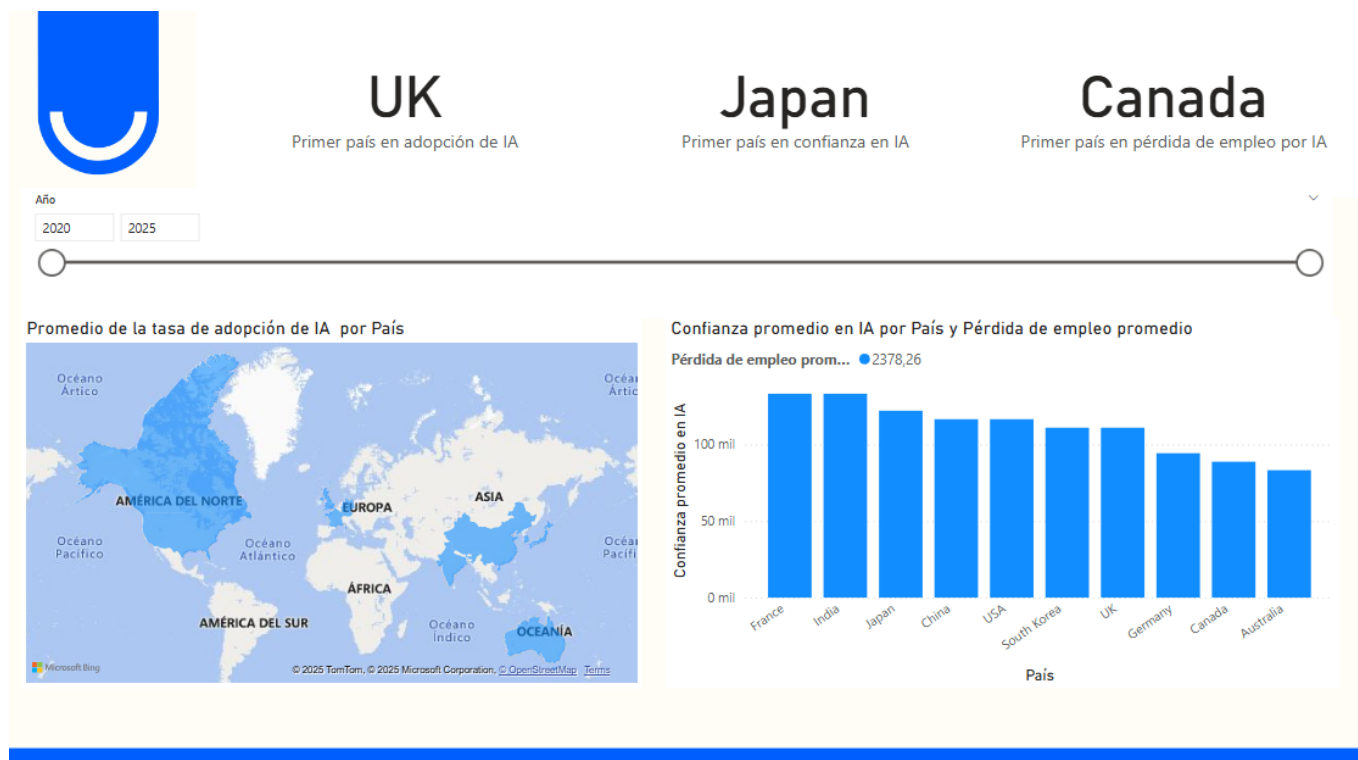 UK
Primer país en adopción de IA
Japan
Primer país en confianza en IA
Canada
Primer país en pérdida de empleo por IA
Año
2020
2025
Promedio de la tasa de adopción de IA  por País
Océano
Ártico
Océa
Ártic
AMÉRICA DEL NORTE
EUROPA
ASIA
Océano
Pacífico
Océano
Atlántico
Océa
Pacífi
ÁFRICA
AMÉRICA DEL SUR
Océano
Índico
OCEANÍA
Microsoft Bing
© 2025 TomTom, © 2025 Microsoft Corporation, © OpenStreetMap Terms
Confianza promedio en IA por País y Pérdida de empleo promedio
Pérdida de empleo prom... 2378,26
Confianza promedio en IA
100 mil
50 mil
0 mil
France
India
Japan
China
USA
South Korea
UK
Germany
Canada
Australia
País